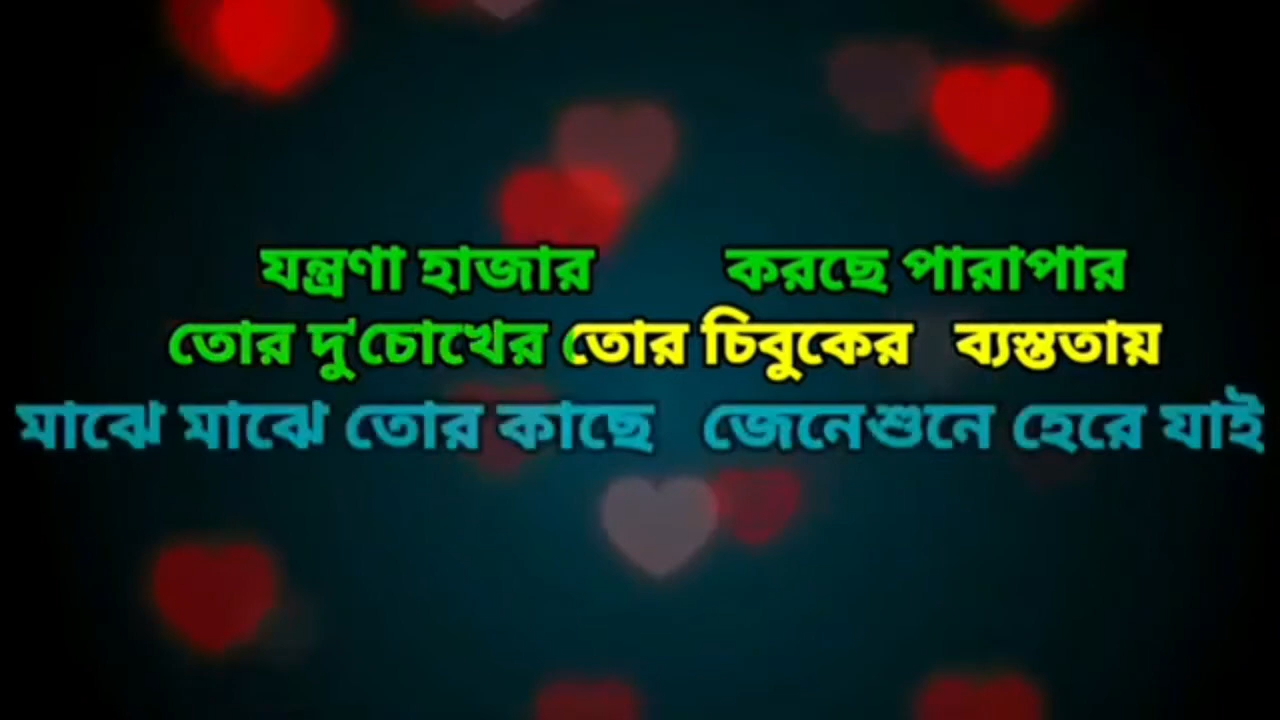 যন্ত্রণা হাজার করছে পারাপার
তোর দু'চোখের তোর চিবুকের ব্যস্ততায়
মাঝে মাঝে তোর কাছে জেনেশুনে হেরে যাই